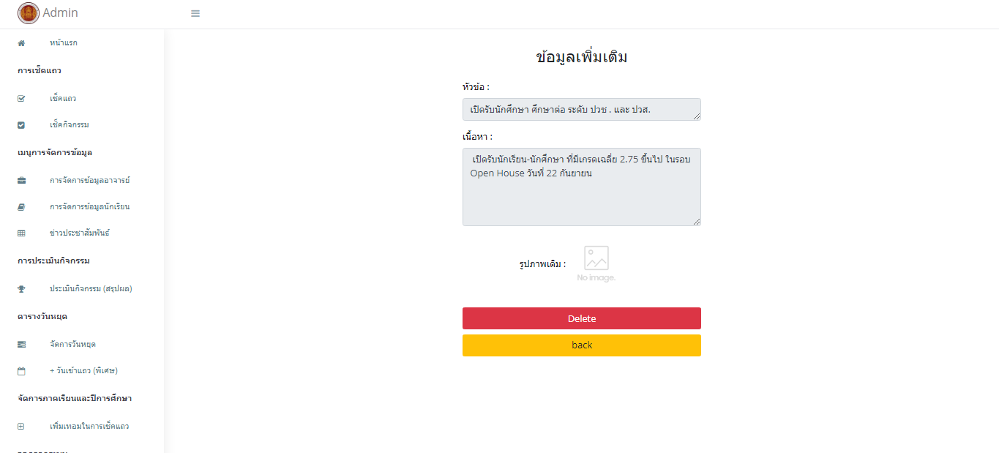 Admin
หน้าแรก
การเช็คแถว
เช็คแถว
เช็คกิจกรรม
เมนูการจัดการข้อมูล
การจัดการข้อมูลอาจารย์
การจัดการข้อมูลนักเรียน
ข่าวประชาสัมพันธ์
การประเมินกิจกรรม
ประเมินกิจกรรม (สรุปผล)
ตารางวันหยุด
จัดการวันหยุด
+ วันเข้าแถว (พิเศษ)
จัดการภาคเรียนและปีการศึกษา
เพิ่มเทอมในการเช็คแถว
ข้อมูลเพิ่มเติม
หัวข้อ :
เปิดรับนักศึกษา ศึกษาต่อ ระดับ ปวช . และ ปวส.
เนื้อหา :
เปิดรับนักเรียน-นักศึกษา ที่มีเกรดเฉลี่ย 2.75 ขึ้นไป ในรอบ
Open House วันที่ 22 กันยายน
รูปภาพเดิม :
No image.
Delete
back